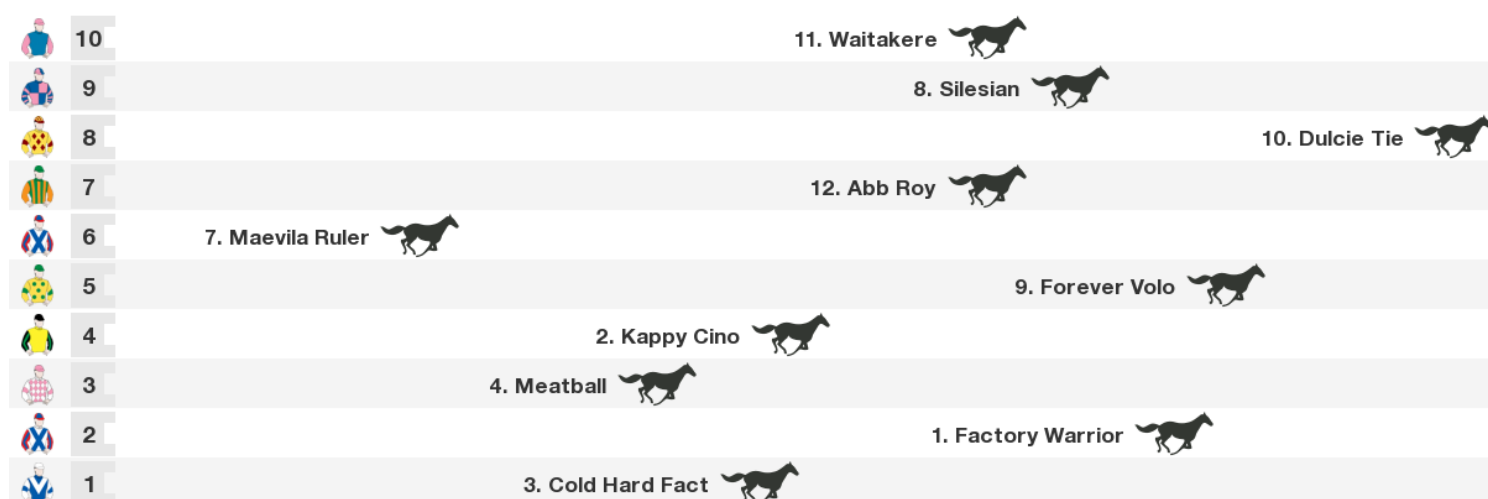 10 11. Waitakere
9 8. Silesian
8 10. Dulcie Tie
7 12. Abb Roy
6 7. Maevila Ruler
5 9. Forever Volo
4 2. Kappy Cino
3 4. Meatball
2 1. Factory Warrior
1 3. Cold Hard Fact